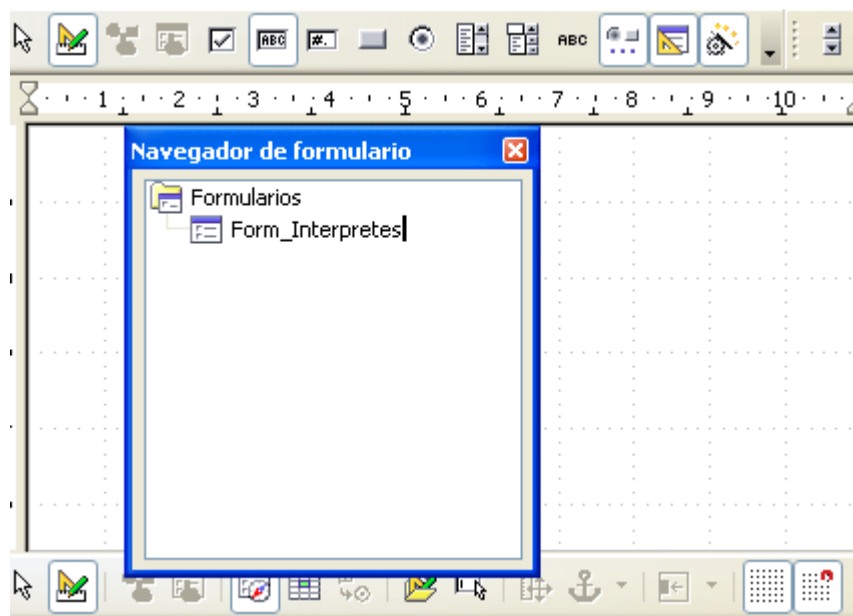 ABC #. ABC
1 2 3 4 5 6 7 8 9 10
Navegador de formulario
Formularios
Form_Interpretes